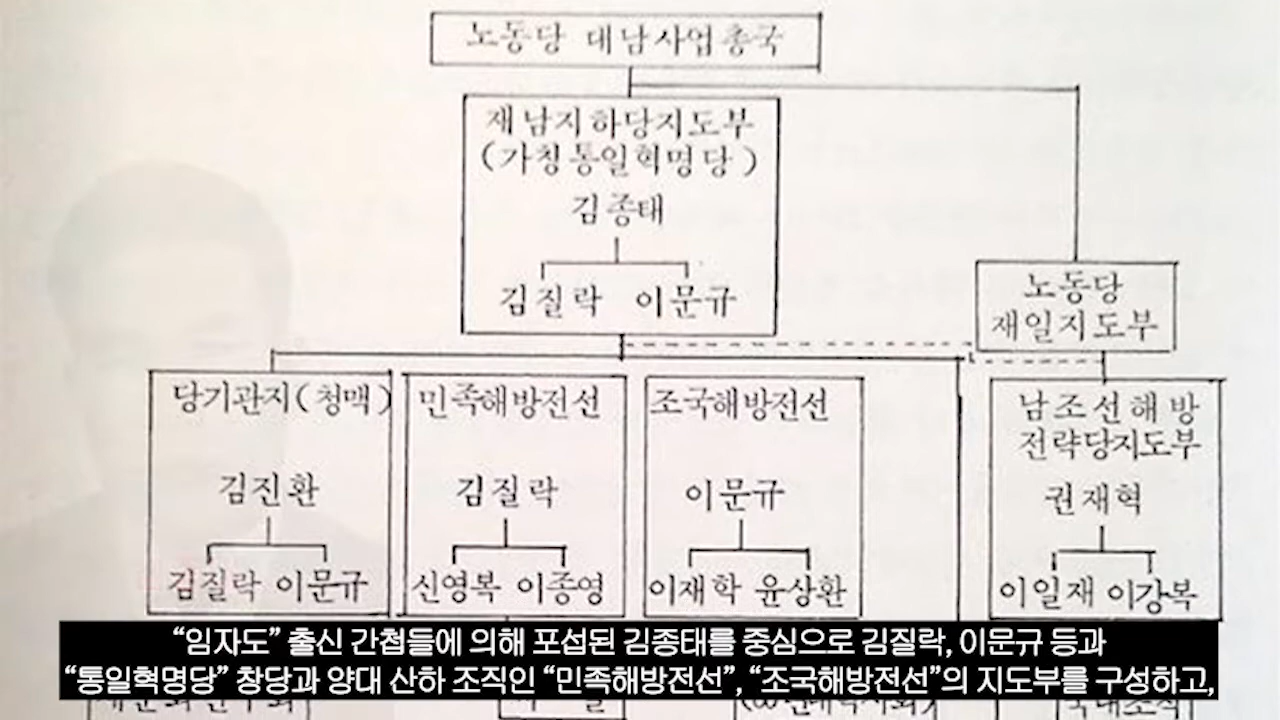 노동당 대남사업총국
재남지하당지도부
(가칭통일혁명당)
김종태
김질락 이문규
노동당
재일지도부
당기관지(청맥)
김진환
김질락 이문규
민족해방전선
김질락
신영복 이종영
조국해방전선
이문규
이재학 윤상환
남조선해방
전략당지도부
권재혁
이일재 이강복
“임자도” 출신 간첩들에 의해 포섭된 김종태를 중심으로 김질락, 이문규 등과
“통일혁명당” 창당과 양대 산하 조직인 “민족해방전선”, “조국해방전선”의 지도부를 구성하고,